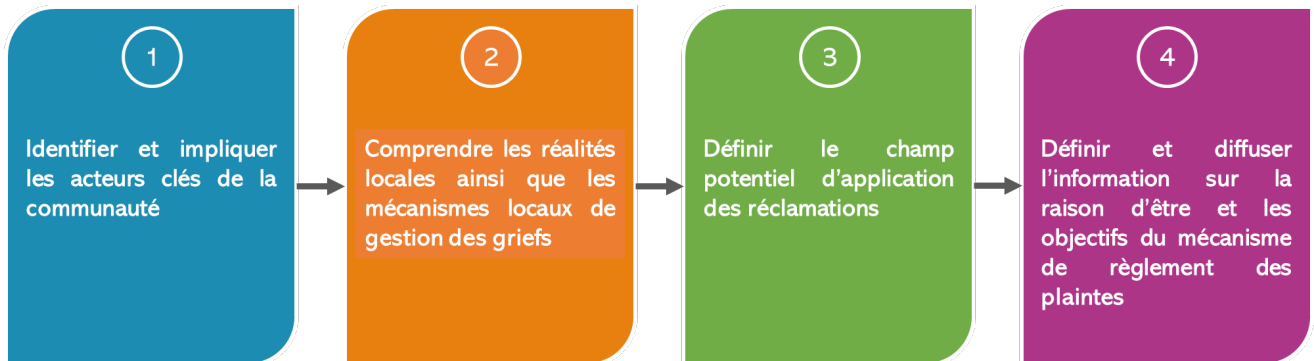 1
Identifier et impliquer
les acteurs clés de la
communauté
2
Comprendre les réalités
locales ainsi que les
mécanismes locaux de
gestion des griefs
3
Définir le champ
potentiel d'application
des réclamations
4
Définir et diffuser
l'information sur la
raison d'être et les
objectifs du mécanisme
de règlement des
plaintes